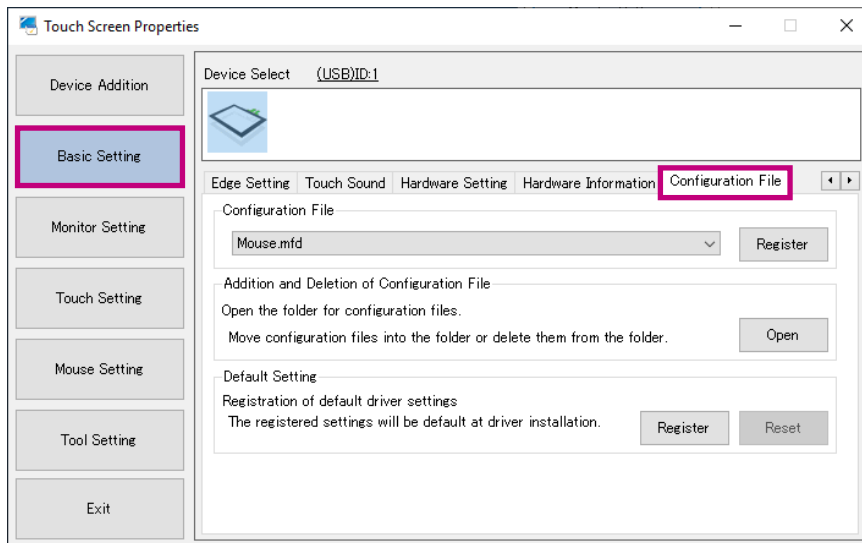 Touch Screen Properties
Device Addition
Basic Setting
Monitor Setting
Touch Setting
Mouse Setting
Tool Setting
Exit
Device Select (USB)ID:1
Edge Setting Touch Sound Hardware Setting Hardware Information Configuration File
Configuration File
Mouse.mfd
Register
Addition and Deletion of Configuration File
Open the folder for configuration files.
Move configuration files into the folder or delete them from the folder.
Open
Default Setting
Registration of default driver settings
The registered settings will be default at driver installation.
Register
Reset